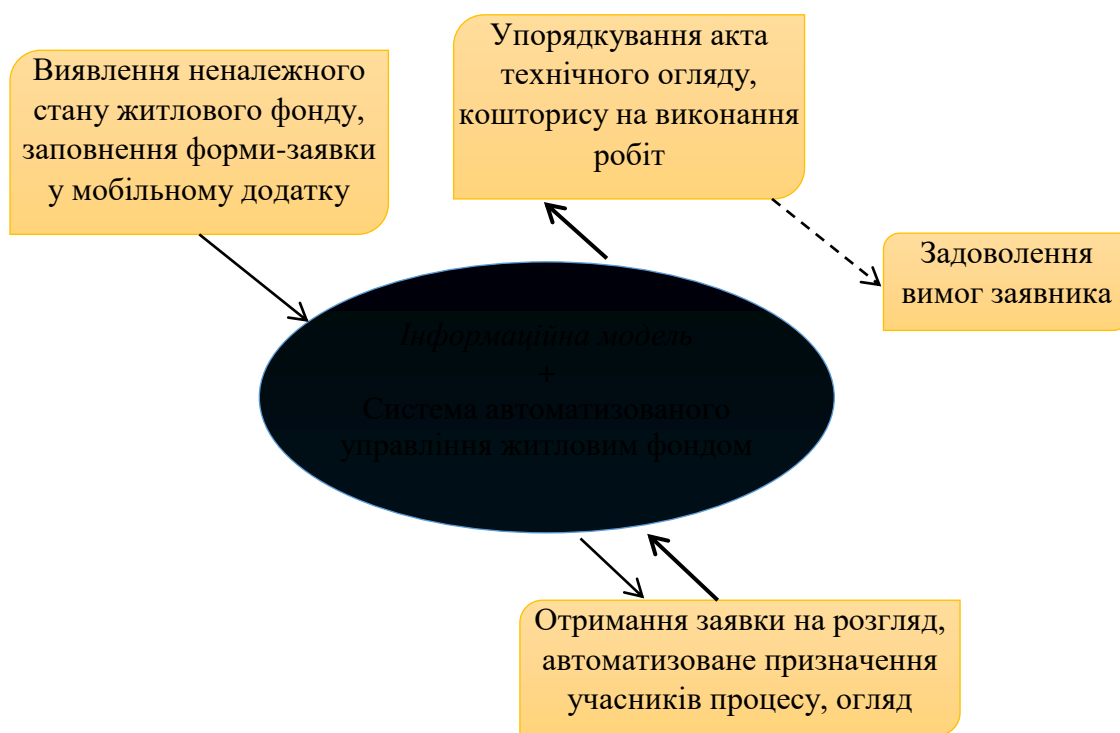 Виявлення неналежного
стану житлового фонду,
заповнення форми-заявки
у мобільному додатку
Упорядкування акта
технічного огляду,
кошторису на виконання
робіт
Задоволення
вимог заявника
Інформаційна модель
+
Система автоматизованого
управління житловим фондом
Отримання заявки на розгляд,
автоматизоване призначення
учасників процесу, огляд